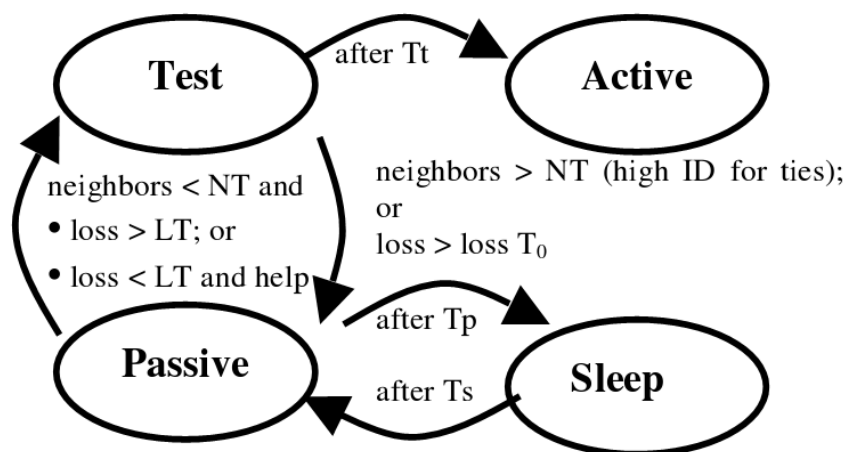 Test
after Tt
Active
neighbors < NT and
• loss > LT; or
• loss < LT and help
neighbors > NT (high ID for ties);
or
loss > loss T₀
after Tp
Passive
after Ts
Sleep